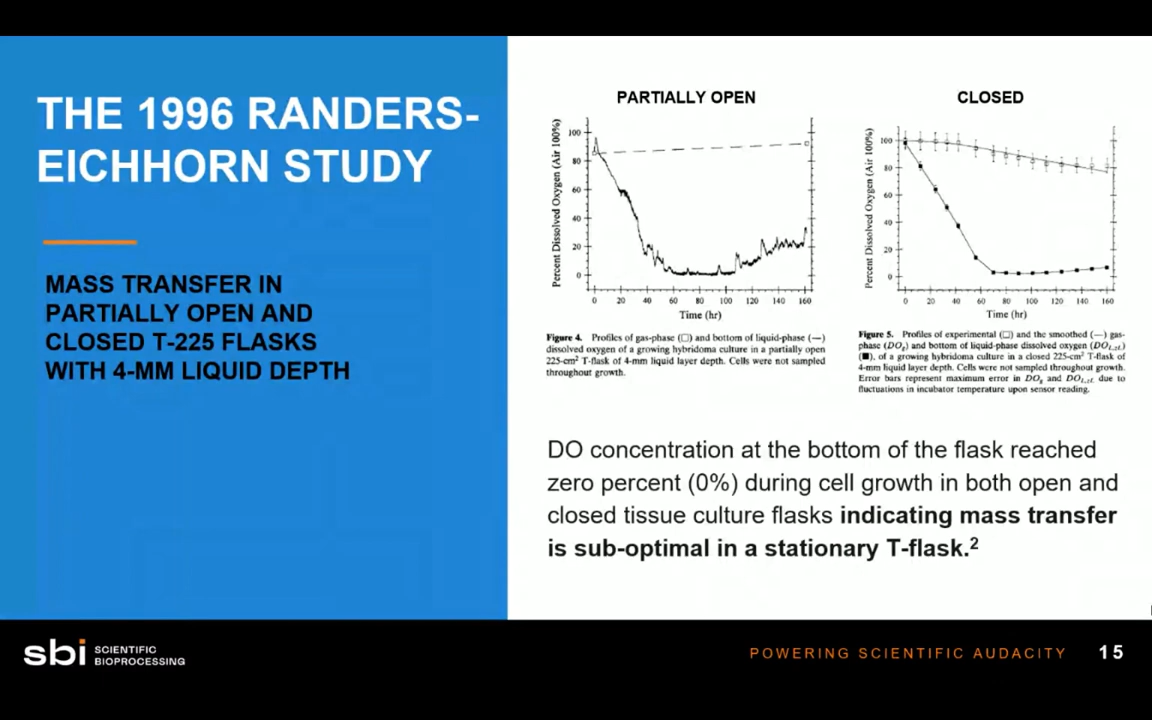 THE 1996 RANDERS-
EICHHORN STUDY
MASS TRANSFER IN
PARTIALLY OPEN AND
CLOSED T-225 FLASKS
WITH 4-MM LIQUID DEPTH
PARTIALLY OPEN
Percent Dissolved Oxygen (Air 100%)
100
80
60
40
20
0
0 20 40 60 80 100 120 140 160
Time (hr)
Figure 4. Profiles of gas-phase (□) and bottom of liquid-phase (—)
dissolved oxygen of a growing hybridoma culture in a partially open
225-cm² T-flask of 4-mm liquid layer depth. Cells were not sampled
throughout growth.
CLOSED
Percent Dissolved Oxygen (Air 100%)
100
80
60
40
20
0
0 20 40 60 80 100 120 140 160
Time (hr)
Figure 5. Profiles of experimental (□) and the smoothed (—) gas-
phase (DOg) and bottom of liquid-phase dissolved oxygen (DOL,zL)
(■), of a growing hybridoma culture in a closed 225-cm² T-flask of
4-mm liquid layer depth. Cells were not sampled throughout growth.
Error bars represent maximum error in DOg and DOL,zL due to
fluctuations in incubator temperature upon sensor reading.
DO concentration at the bottom of the flask reached
zero percent (0%) during cell growth in both open and
closed tissue culture flasks indicating mass transfer
is sub-optimal in a stationary T-flask.²
sbi SCIENTIFIC
BIOPROCESSING
POWERING SCIENTIFIC AUDACITY 15